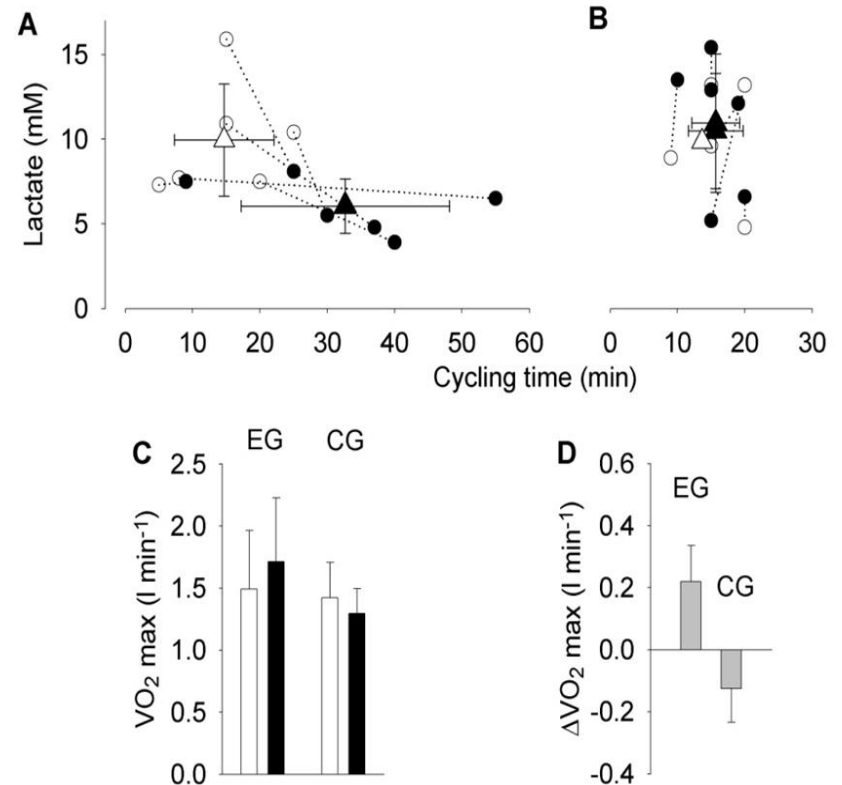 A
B
Lactate (mM)
15
10
5
0
0 10 20 30 40 50 60
0 10 20 30
Cycling time (min)
C
EG CG
VO₂ max (l min⁻¹)
2.5
2.0
1.5
1.0
0.5
0.0
D
EG
CG
ΔVO₂ max (l min⁻¹)
0.6
0.4
0.2
0.0
-0.2
-0.4